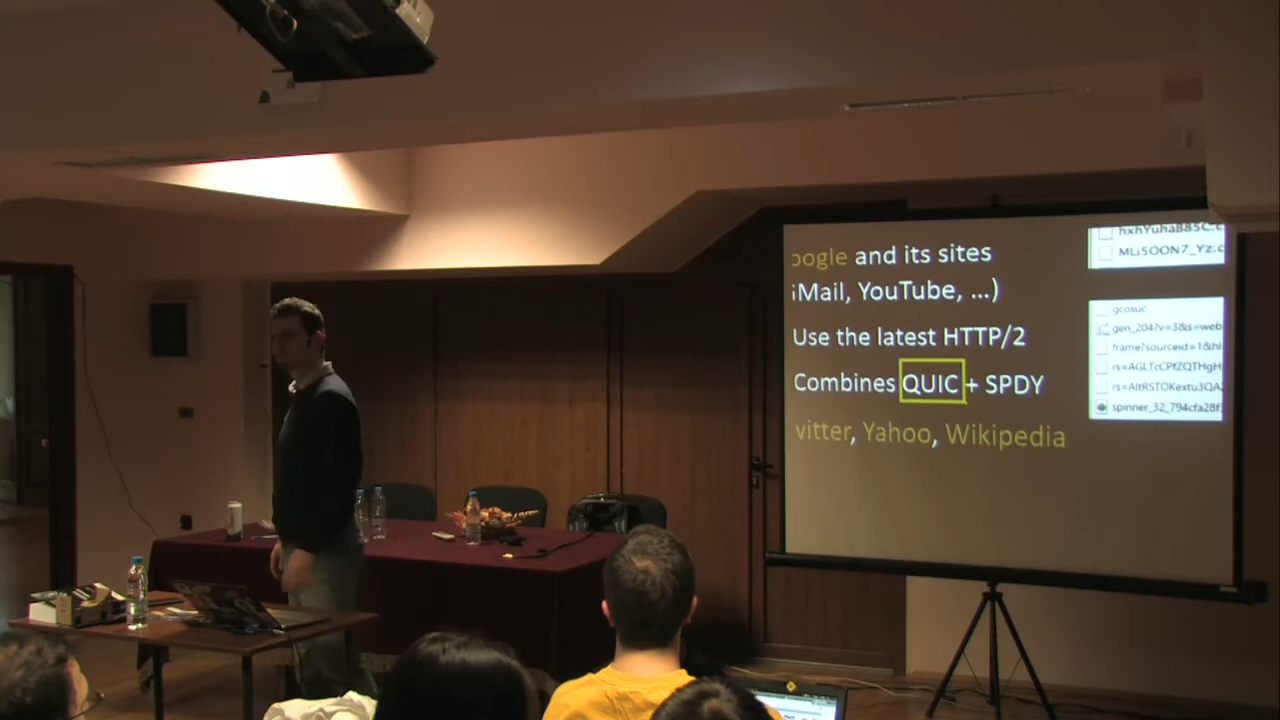 oogle and its sites
iMail, YouTube, ...)
Use the latest HTTP/2
Combines QUIC + SPDY
vitter, Yahoo, Wikipedia
hxhYuhaB85C.c
MLi5OON7_Yz.c
gcosuc
gen_204?v=3&s=web
frame?sourceid=1&hl
rs=AGLTcCPfZQTHgH
rs=AItRSTOKextu3QA
spinner_32_794cfa28f